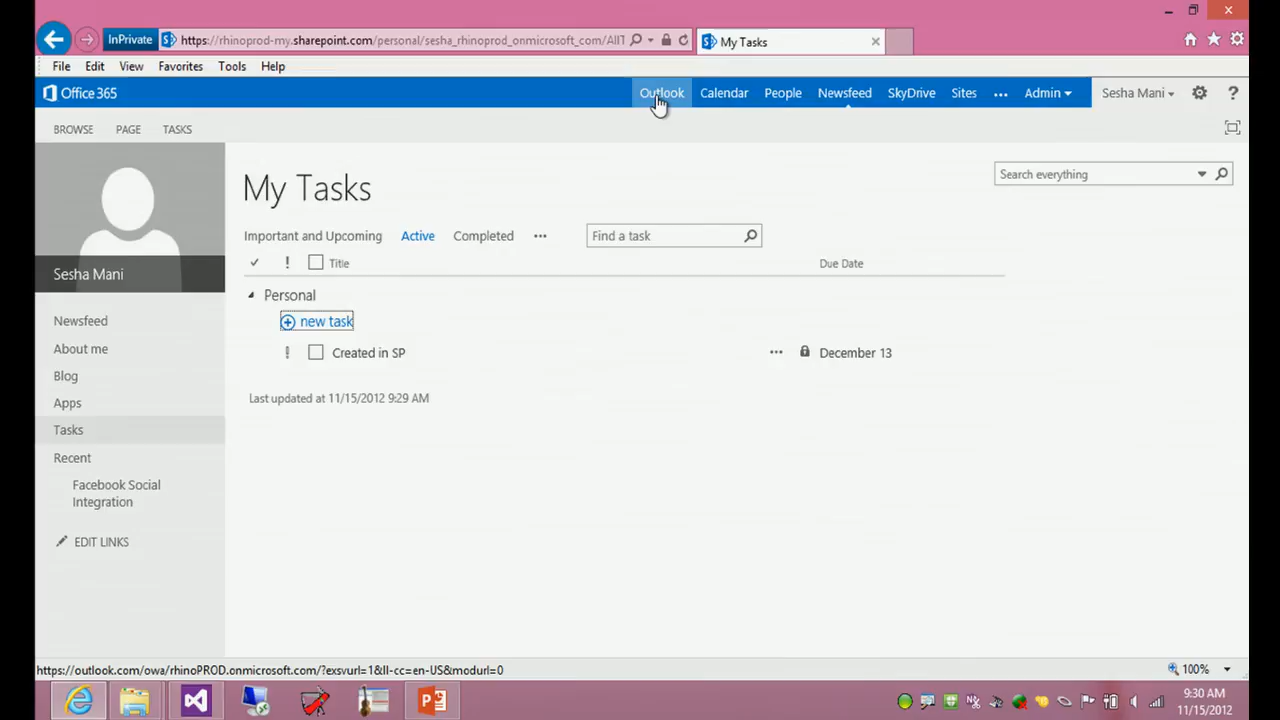 InPrivate
https://rhinoprod-my.sharepoint.com/personal/sesha_rhinoprod_onmicrosoft_com/AllT
My Tasks
File Edit View Favorites Tools Help
Office 365
Outlook Calendar People Newsfeed SkyDrive Sites ... Admin Sesha Mani ?
BROWSE PAGE TASKS
My Tasks
Search everything
Important and Upcoming Active Completed ... Find a task
! Title Due Date
Sesha Mani
Personal
new task
! Created in SP ... December 13
Last updated at 11/15/2012 9:29 AM
Newsfeed
About me
Blog
Apps
Tasks
Recent
Facebook Social
Integration
EDIT LINKS
https://outlook.com/owa/rhinoPROD.onmicrosoft.com/?exsvurl=1&ll-cc=en-US&modurl=0
100%
9:30 AM
11/15/2012